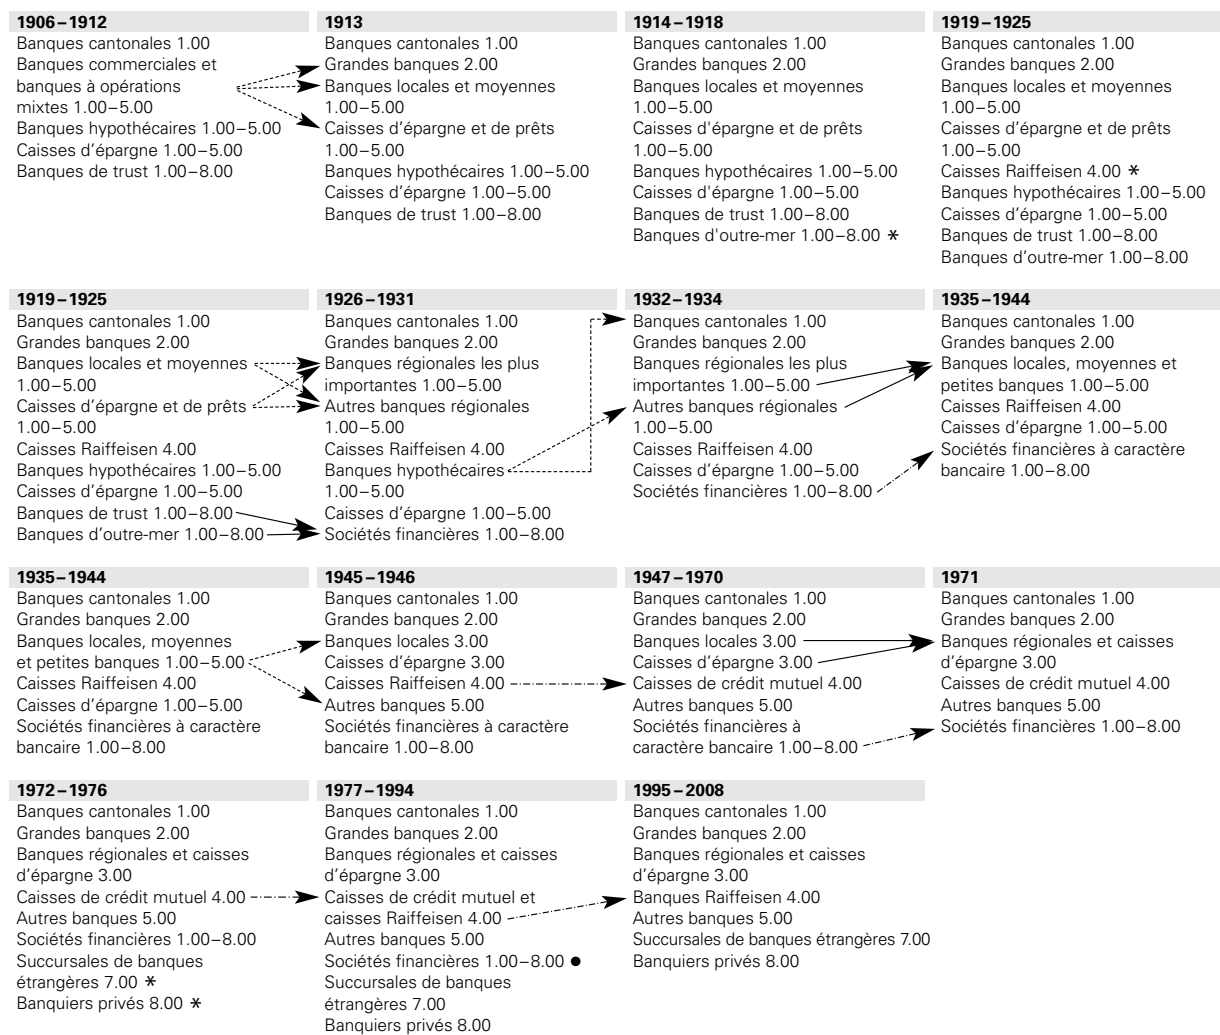 1906–1912
Banques cantonales 1.00
Banques commerciales et
banques à opérations
mixtes 1.00–5.00
Banques hypothécaires 1.00–5.00
Caisses d’épargne 1.00–5.00
Banques de trust 1.00–8.00
1913
Banques cantonales 1.00
Grandes banques 2.00
Banques locales et moyennes
1.00–5.00
Caisses d’épargne et de prêts
1.00–5.00
Banques hypothécaires 1.00–5.00
Caisses d’épargne 1.00–5.00
Banques de trust 1.00–8.00
1914–1918
Banques cantonales 1.00
Grandes banques 2.00
Banques locales et moyennes
1.00–5.00
Caisses d'épargne et de prêts
1.00–5.00
Banques hypothécaires 1.00–5.00
Caisses d'épargne 1.00–5.00
Banques de trust 1.00–8.00
Banques d'outre-mer 1.00–8.00 *
1919–1925
Banques cantonales 1.00
Grandes banques 2.00
Banques locales et moyennes
1.00–5.00
Caisses d’épargne et de prêts
1.00–5.00
Caisses Raiffeisen 4.00 *
Banques hypothécaires 1.00–5.00
Caisses d’épargne 1.00–5.00
Banques de trust 1.00–8.00
Banques d’outre-mer 1.00–8.00
1919–1925
Banques cantonales 1.00
Grandes banques 2.00
Banques locales et moyennes
1.00–5.00
Caisses d’épargne et de prêts
1.00–5.00
Caisses Raiffeisen 4.00
Banques hypothécaires 1.00–5.00
Caisses d’épargne 1.00–5.00
Banques de trust 1.00–8.00
Banques d’outre-mer 1.00–8.00
1926–1931
Banques cantonales 1.00
Grandes banques 2.00
Banques régionales les plus
importantes 1.00–5.00
Autres banques régionales
1.00–5.00
Caisses Raiffeisen 4.00
Banques hypothécaires
1.00–5.00
Caisses d’épargne 1.00–5.00
Sociétés financières 1.00–8.00
1932–1934
Banques cantonales 1.00
Grandes banques 2.00
Banques régionales les plus
importantes 1.00–5.00
Autres banques régionales
1.00–5.00
Caisses Raiffeisen 4.00
Caisses d’épargne 1.00–5.00
Sociétés financières 1.00–8.00
1935–1944
Banques cantonales 1.00
Grandes banques 2.00
Banques locales, moyennes et
petites banques 1.00–5.00
Caisses Raiffeisen 4.00
Caisses d’épargne 1.00–5.00
Sociétés financières à caractère
bancaire 1.00–8.00
1935–1944
Banques cantonales 1.00
Grandes banques 2.00
Banques locales, moyennes
et petites banques 1.00–5.00
Caisses Raiffeisen 4.00
Caisses d’épargne 1.00–5.00
Sociétés financières à caractère
bancaire 1.00–8.00
1945–1946
Banques cantonales 1.00
Grandes banques 2.00
Banques locales 3.00
Caisses d’épargne 3.00
Caisses Raiffeisen 4.00
Autres banques 5.00
Sociétés financières à caractère
bancaire 1.00–8.00
1947–1970
Banques cantonales 1.00
Grandes banques 2.00
Banques locales 3.00
Caisses d’épargne 3.00
Caisses de crédit mutuel 4.00
Autres banques 5.00
Sociétés financières à
caractère bancaire 1.00–8.00
1971
Banques cantonales 1.00
Grandes banques 2.00
Banques régionales et caisses
d’épargne 3.00
Caisses de crédit mutuel 4.00
Autres banques 5.00
Sociétés financières 1.00–8.00
1972–1976
Banques cantonales 1.00
Grandes banques 2.00
Banques régionales et caisses
d’épargne 3.00
Caisses de crédit mutuel 4.00
Autres banques 5.00
Sociétés financières 1.00–8.00
Succursales de banques
étrangères 7.00 *
Banquiers privés 8.00 *
1977–1994
Banques cantonales 1.00
Grandes banques 2.00
Banques régionales et caisses
d’épargne 3.00
Caisses de crédit mutuel et
caisses Raiffeisen 4.00
Autres banques 5.00
Sociétés financières 1.00–8.00 ●
Succursales de banques
étrangères 7.00
Banquiers privés 8.00
1995–2008
Banques cantonales 1.00
Grandes banques 2.00
Banques régionales et caisses
d’épargne 3.00
Banques Raiffeisen 4.00
Autres banques 5.00
Succursales de banques étrangères 7.00
Banquiers privés 8.00